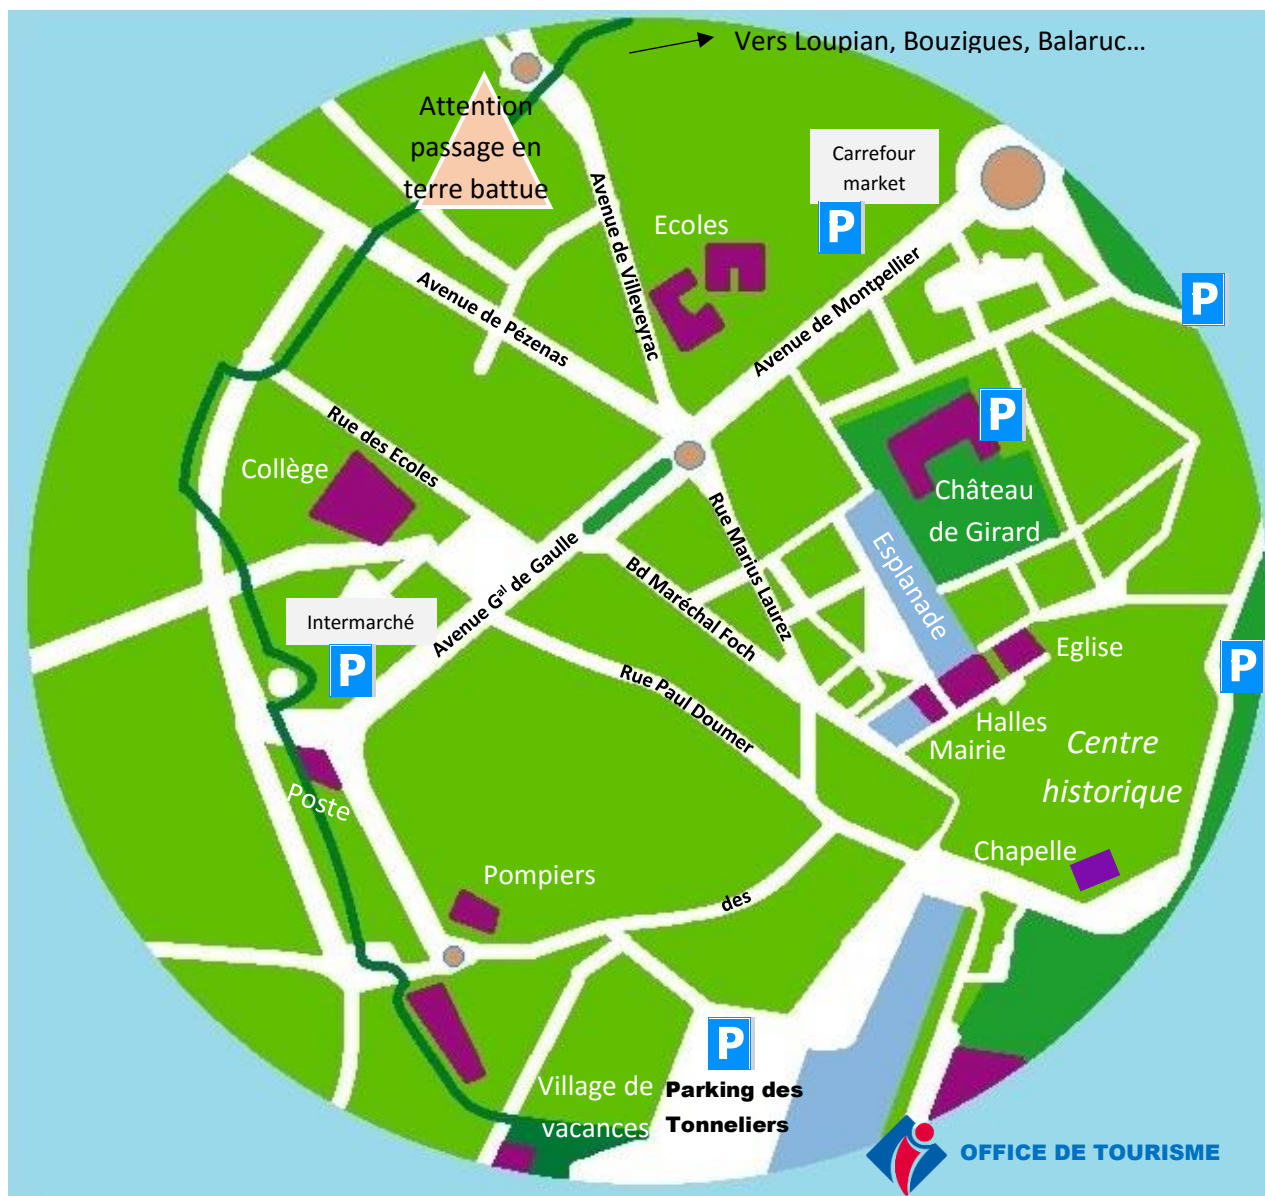 Vers Loupian, Bouzigues, Balaruc...
Attention
passage en
terre battue
Carrefour
market
P
Ecoles
Avenue de Villeveyrac
Avenue de Montpellier
P
Avenue de Pézenas
P
Rue des Ecoles
Collège
Château
de Girard
Rue Marius Laurez
Esplanade
Avenue Gal de Gaulle
Bd Maréchal Foch
Intermarché
P
Eglise
P
Rue Paul Doumer
Halles
Mairie
Centre
historique
Poste
Chapelle
Pompiers
des
P
Village de
vacances
Parking des
Tonneliers
OFFICE DE TOURISME